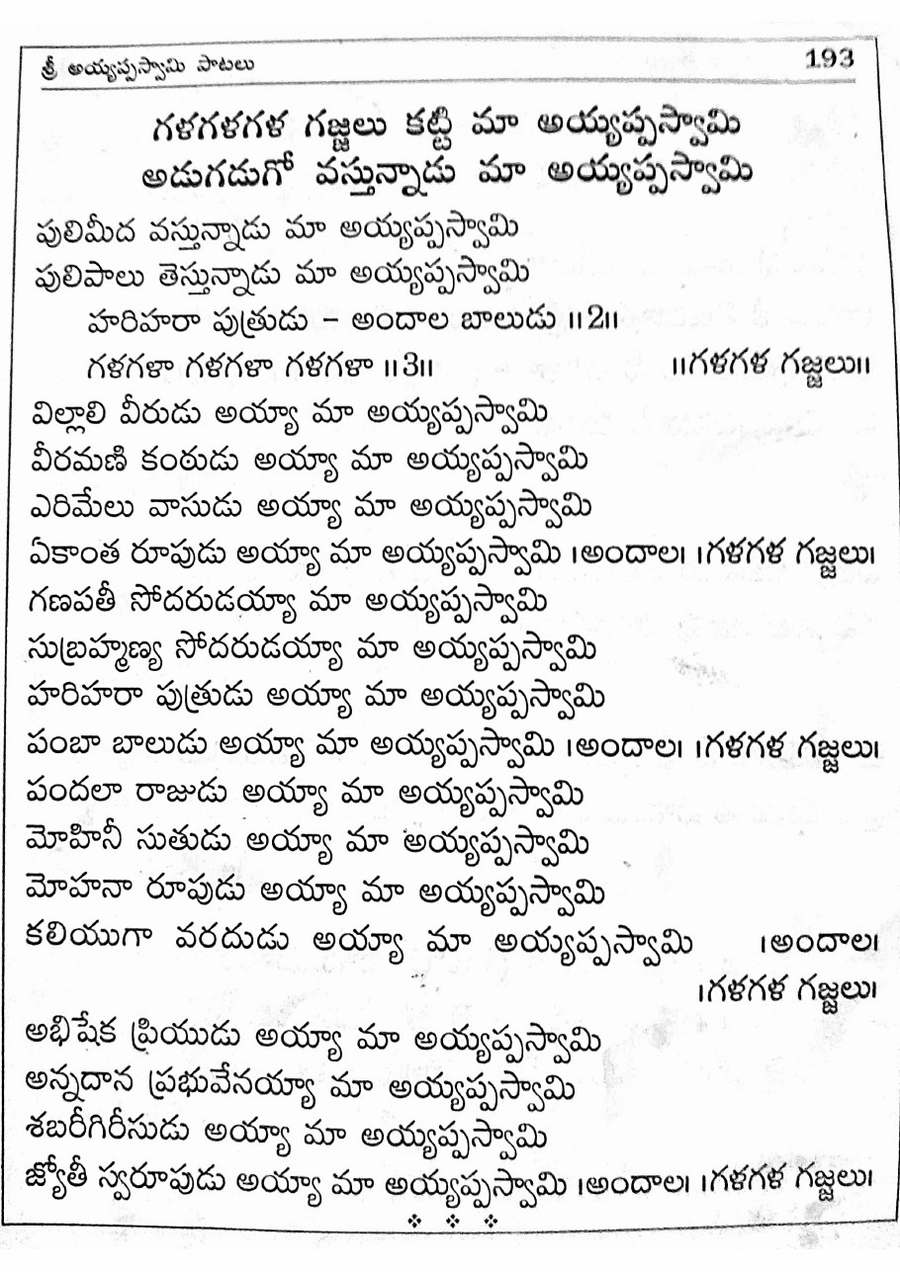 శ్రీ అయ్యప్పస్వామి పాటలు 193
గళగళగళ గజ్జలు కట్టి మా అయ్యప్పస్వామి
అడుగడుగో వస్తున్నాడు మా అయ్యప్పస్వామి
పులిమీద వస్తున్నాడు మా అయ్యప్పస్వామి
పులిపాలు తెస్తున్నాడు మా అయ్యప్పస్వామి
హరిహరా పుత్రుడు - అందాల బాలుడు ॥2॥
గళగళా గళగళా గళగళా ॥3॥ ॥గళగళ గజ్జలు॥
విల్లాలి వీరుడు అయ్యా మా అయ్యప్పస్వామి
వీరమణి కంఠుడు అయ్యా మా అయ్యప్పస్వామి
ఎరిమేలు వాసుడు అయ్యా మా అయ్యప్పస్వామి
ఏకాంత రూపుడు అయ్యా మా అయ్యప్పస్వామి ।అందాల। ।గళగళ గజ్జలు।
గణపతీ సోదరుడయ్యా మా అయ్యప్పస్వామి
సుబ్రహ్మణ్య సోదరుడయ్యా మా అయ్యప్పస్వామి
హరిహరా పుత్రుడు అయ్యా మా అయ్యప్పస్వామి
పంబా బాలుడు అయ్యా మా అయ్యప్పస్వామి ।అందాల। ।గళగళ గజ్జలు।
పందలా రాజుడు అయ్యా మా అయ్యప్పస్వామి
మోహినీ సుతుడు అయ్యా మా అయ్యప్పస్వామి
మోహనా రూపుడు అయ్యా మా అయ్యప్పస్వామి
కలియుగా వరదుడు అయ్యా మా అయ్యప్పస్వామి ।అందాల।
।గళగళ గజ్జలు।
అభిషేక ప్రియుడు అయ్యా మా అయ్యప్పస్వామి
అన్నదాన ప్రభువేనయ్యా మా అయ్యప్పస్వామి
శబరీగిరీసుడు అయ్యా మా అయ్యప్పస్వామి
జ్యోతీ స్వరూపుడు అయ్యా మా అయ్యప్పస్వామి ।అందాల। ।గళగళ గజ్జలు।